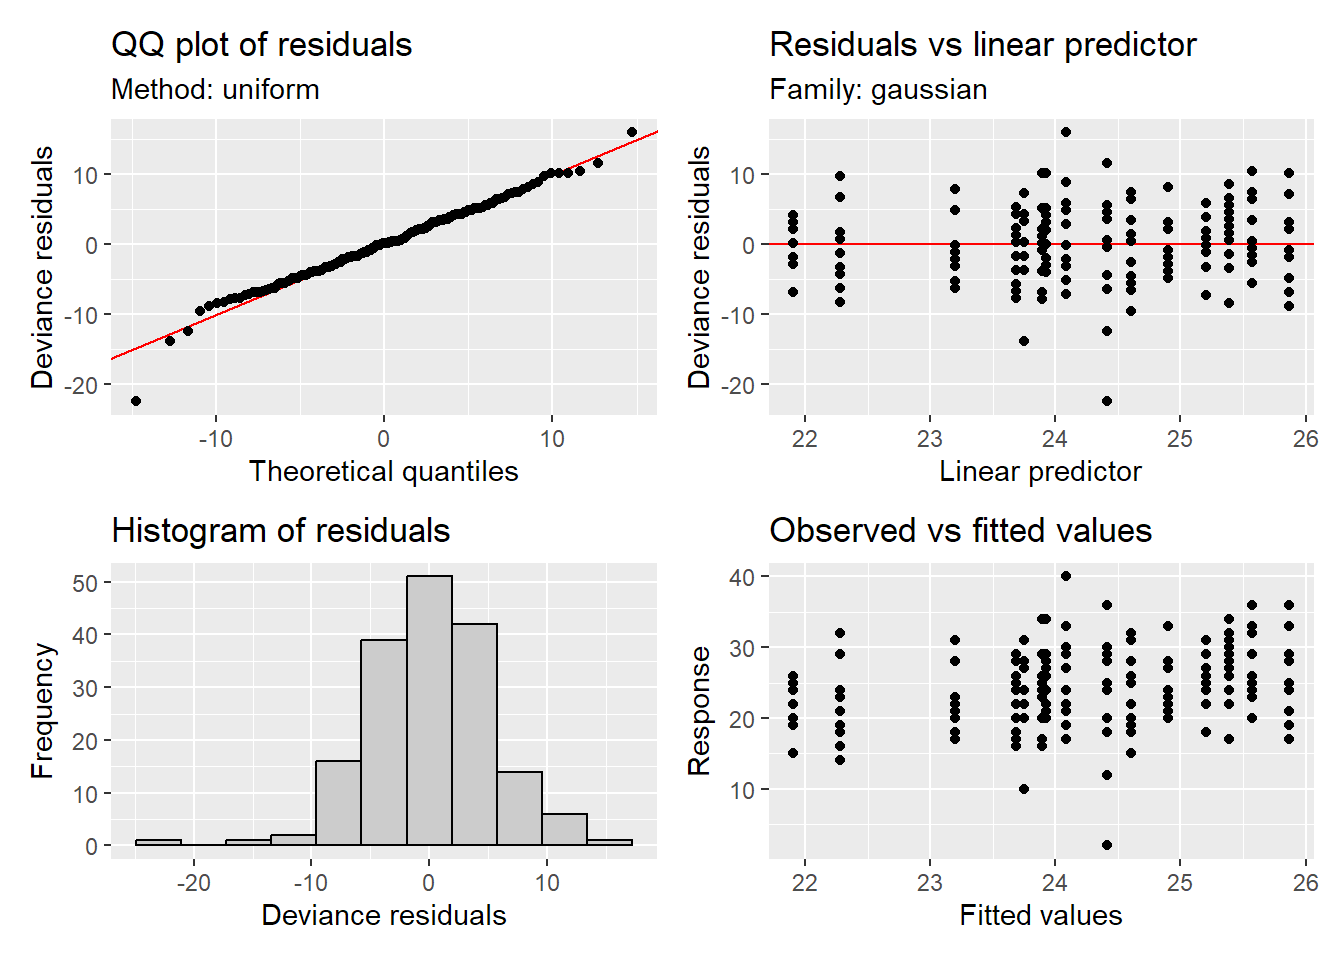 QQ plot of residuals
Method: uniform
Deviance residuals
10
0
-10
-20
-10
0
10
Theoretical quantiles
Residuals vs linear predictor
Family: gaussian
Deviance residuals
10
0
-10
-20
22
23
24
25
26
Linear predictor
Histogram of residuals
Frequency
50
40
30
20
10
0
-20
-10
0
10
Deviance residuals
Observed vs fitted values
Response
40
30
20
10
22
23
24
25
26
Fitted values